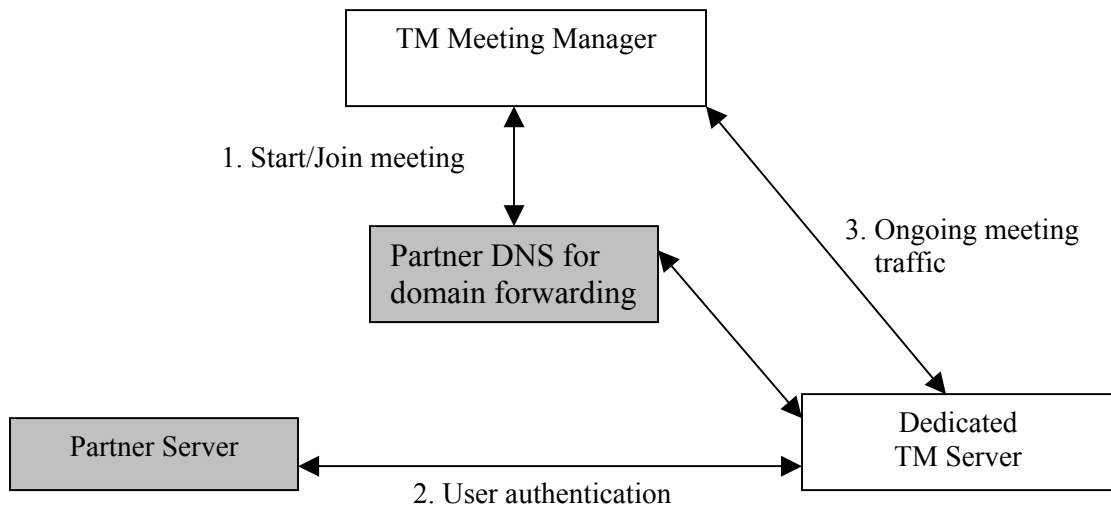 TM Meeting Manager
1. Start/Join meeting
Partner DNS for
domain forwarding
3. Ongoing meeting
traffic
Partner Server
Dedicated
TM Server
2. User authentication